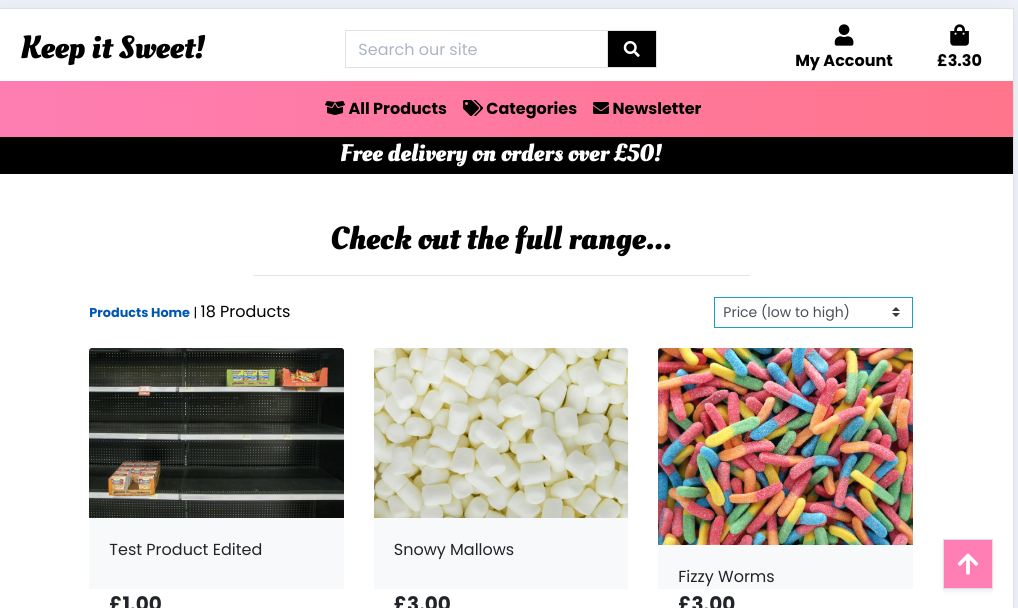 Keep it Sweet!
Search our site
My Account
£3.30
All Products
Categories
Newsletter
Free delivery on orders over £50!
Check out the full range...
Products Home | 18 Products
Price (low to high)
Test Product Edited
Snowy Mallows
Fizzy Worms
£1.00
£3.00
£3.00